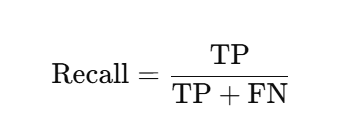 Recall = TP / (TP + FN)